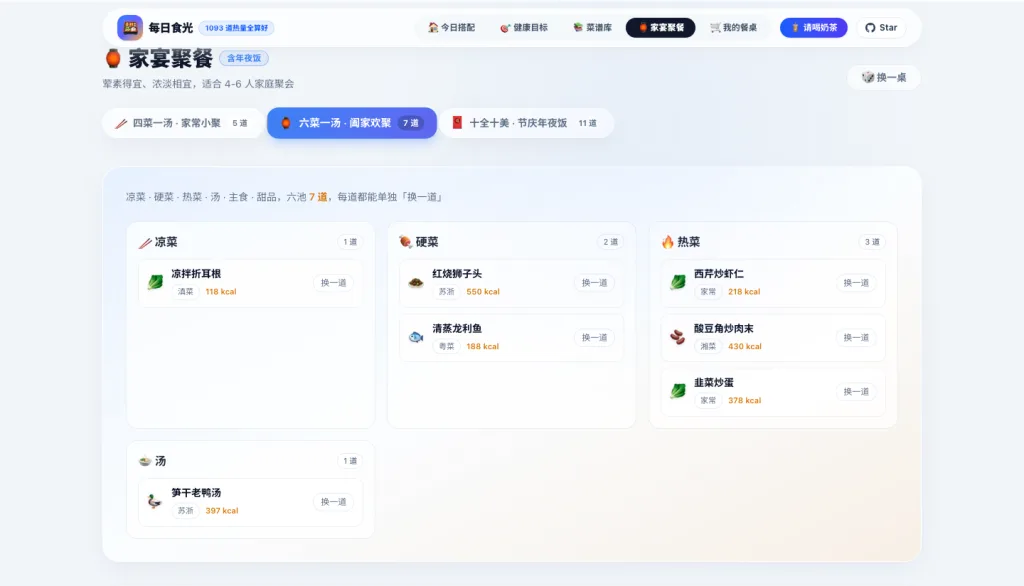 每日食光 1093 道热量全算好 今日搭配 健康目标 菜谱库 家宴聚餐 我的餐桌 请喝奶茶 Star
家宴聚餐 含年夜饭
荤素得宜、浓淡相宜，适合 4-6 人家庭聚会
换一桌
四菜一汤 · 家常小聚 5 道
六菜一汤 · 阖家欢聚 7 道
十全十美 · 节庆年夜饭 11 道
凉菜 · 硬菜 · 热菜 · 汤 · 主食 · 甜品，六池 7 道，每道都能单独「换一道」
凉菜 1 道
凉拌折耳根
滇菜 118 kcal
换一道
硬菜 2 道
红烧狮子头
苏浙 550 kcal
换一道
清蒸龙利鱼
粤菜 188 kcal
换一道
热菜 3 道
西芹炒虾仁
家常 218 kcal
换一道
酸豆角炒肉末
湘菜 430 kcal
换一道
韭菜炒蛋
家常 378 kcal
换一道
汤 1 道
笋干老鸭汤
苏浙 397 kcal
换一道